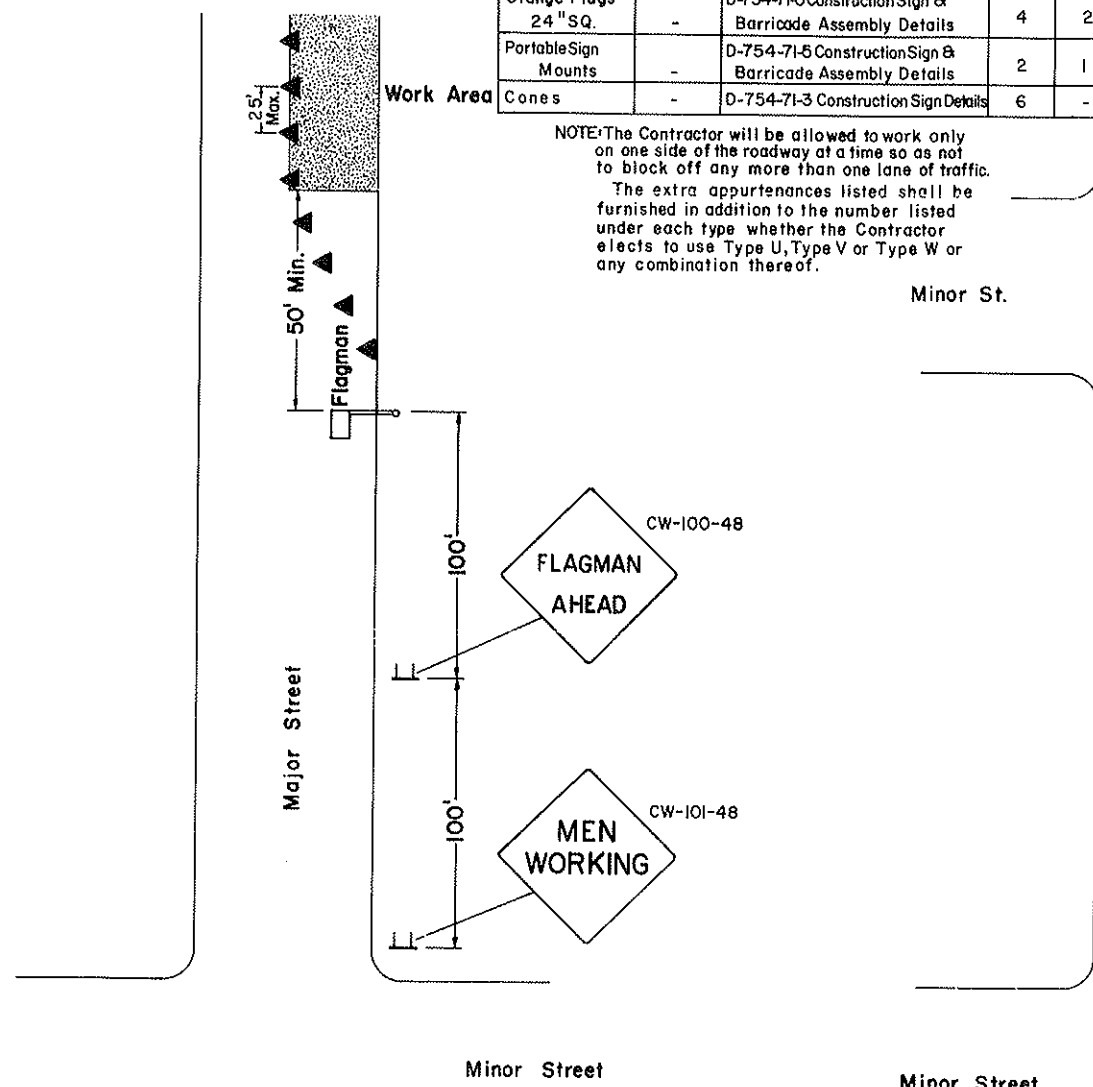 24" SQ. - Barricade Assembly Details 4 2
Portable Sign Mounts - D-754-71-5 Construction Sign & Barricade Assembly Details 2 1
Cones - D-754-71-3 Construction Sign Details 6 -
Work Area
25' Max.
NOTE: The Contractor will be allowed to work only
on one side of the roadway at a time so as not
to block off any more than one lane of traffic.
The extra appurtenances listed shall be
furnished in addition to the number listed
under each type whether the Contractor
elects to use Type U, Type V or Type W or
any combination thereof.
Minor St.
50' Min.
Flagman
100'
CW-100-48
FLAGMAN
AHEAD
Major Street
100'
CW-101-48
MEN
WORKING
Minor Street
Minor Street